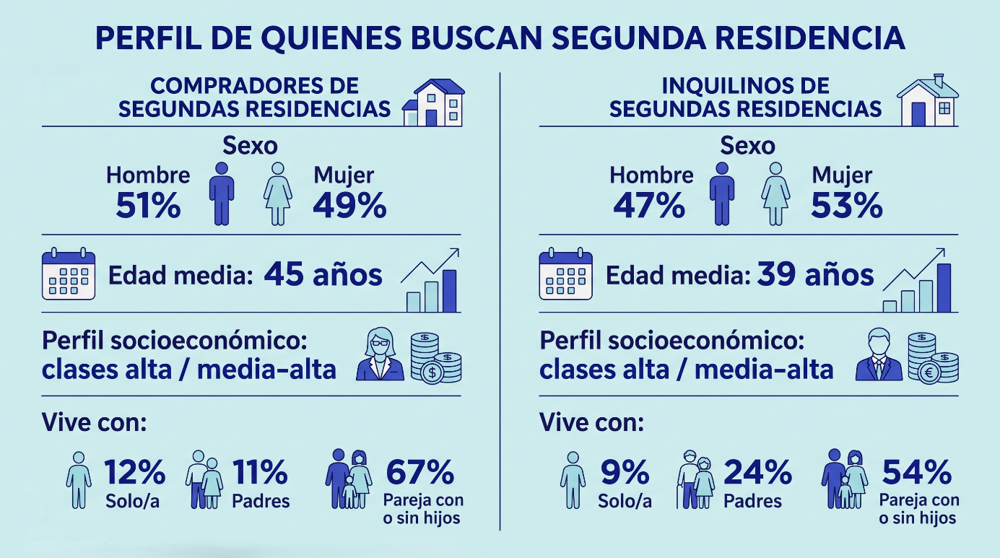 PERFIL DE QUIENES BUSCAN SEGUNDA RESIDENCIA
COMPRADORES DE
SEGUNDAS RESIDENCIAS
Sexo
Hombre
51%
Mujer
49%
Edad media: 45 años
Perfil socioeconómico:
clases alta / media-alta
$
$
$
Vive con:
12%
Solo/a
11%
Padres
67%
Pareja con
o sin hijos
INQUILINOS DE
SEGUNDAS RESIDENCIAS
Sexo
Hombre
47%
Mujer
53%
Edad media: 39 años
Perfil socioeconómico:
clases alta / media-alta
$
$
€
Vive con:
9%
Solo/a
24%
Padres
54%
Pareja con
o sin hijos